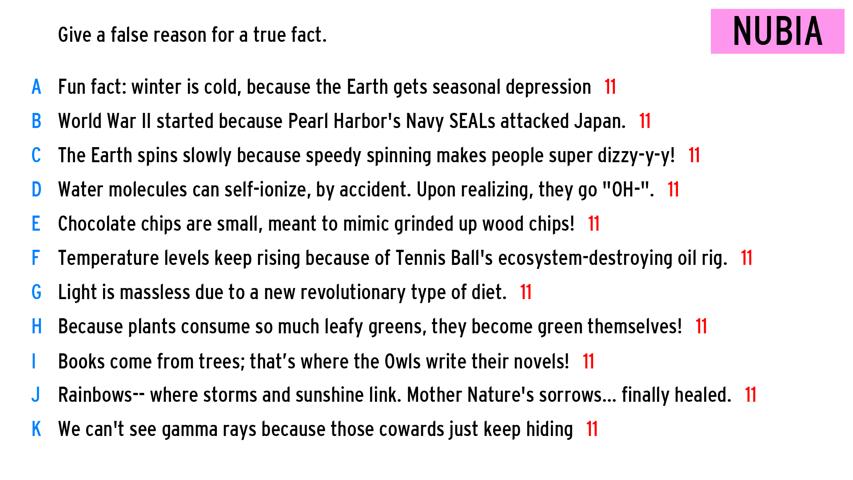 Give a false reason for a true fact.
NUBIA
A Fun fact: winter is cold, because the Earth gets seasonal depression 11
B World War II started because Pearl Harbor's Navy SEALs attacked Japan. 11
C The Earth spins slowly because speedy spinning makes people super dizzy-y-y! 11
D Water molecules can self-ionize, by accident. Upon realizing, they go "OH-". 11
E Chocolate chips are small, meant to mimic grinded up wood chips! 11
F Temperature levels keep rising because of Tennis Ball's ecosystem-destroying oil rig. 11
G Light is massless due to a new revolutionary type of diet. 11
H Because plants consume so much leafy greens, they become green themselves! 11
I Books come from trees; that’s where the Owls write their novels! 11
J Rainbows-- where storms and sunshine link. Mother Nature's sorrows... finally healed. 11
K We can't see gamma rays because those cowards just keep hiding 11